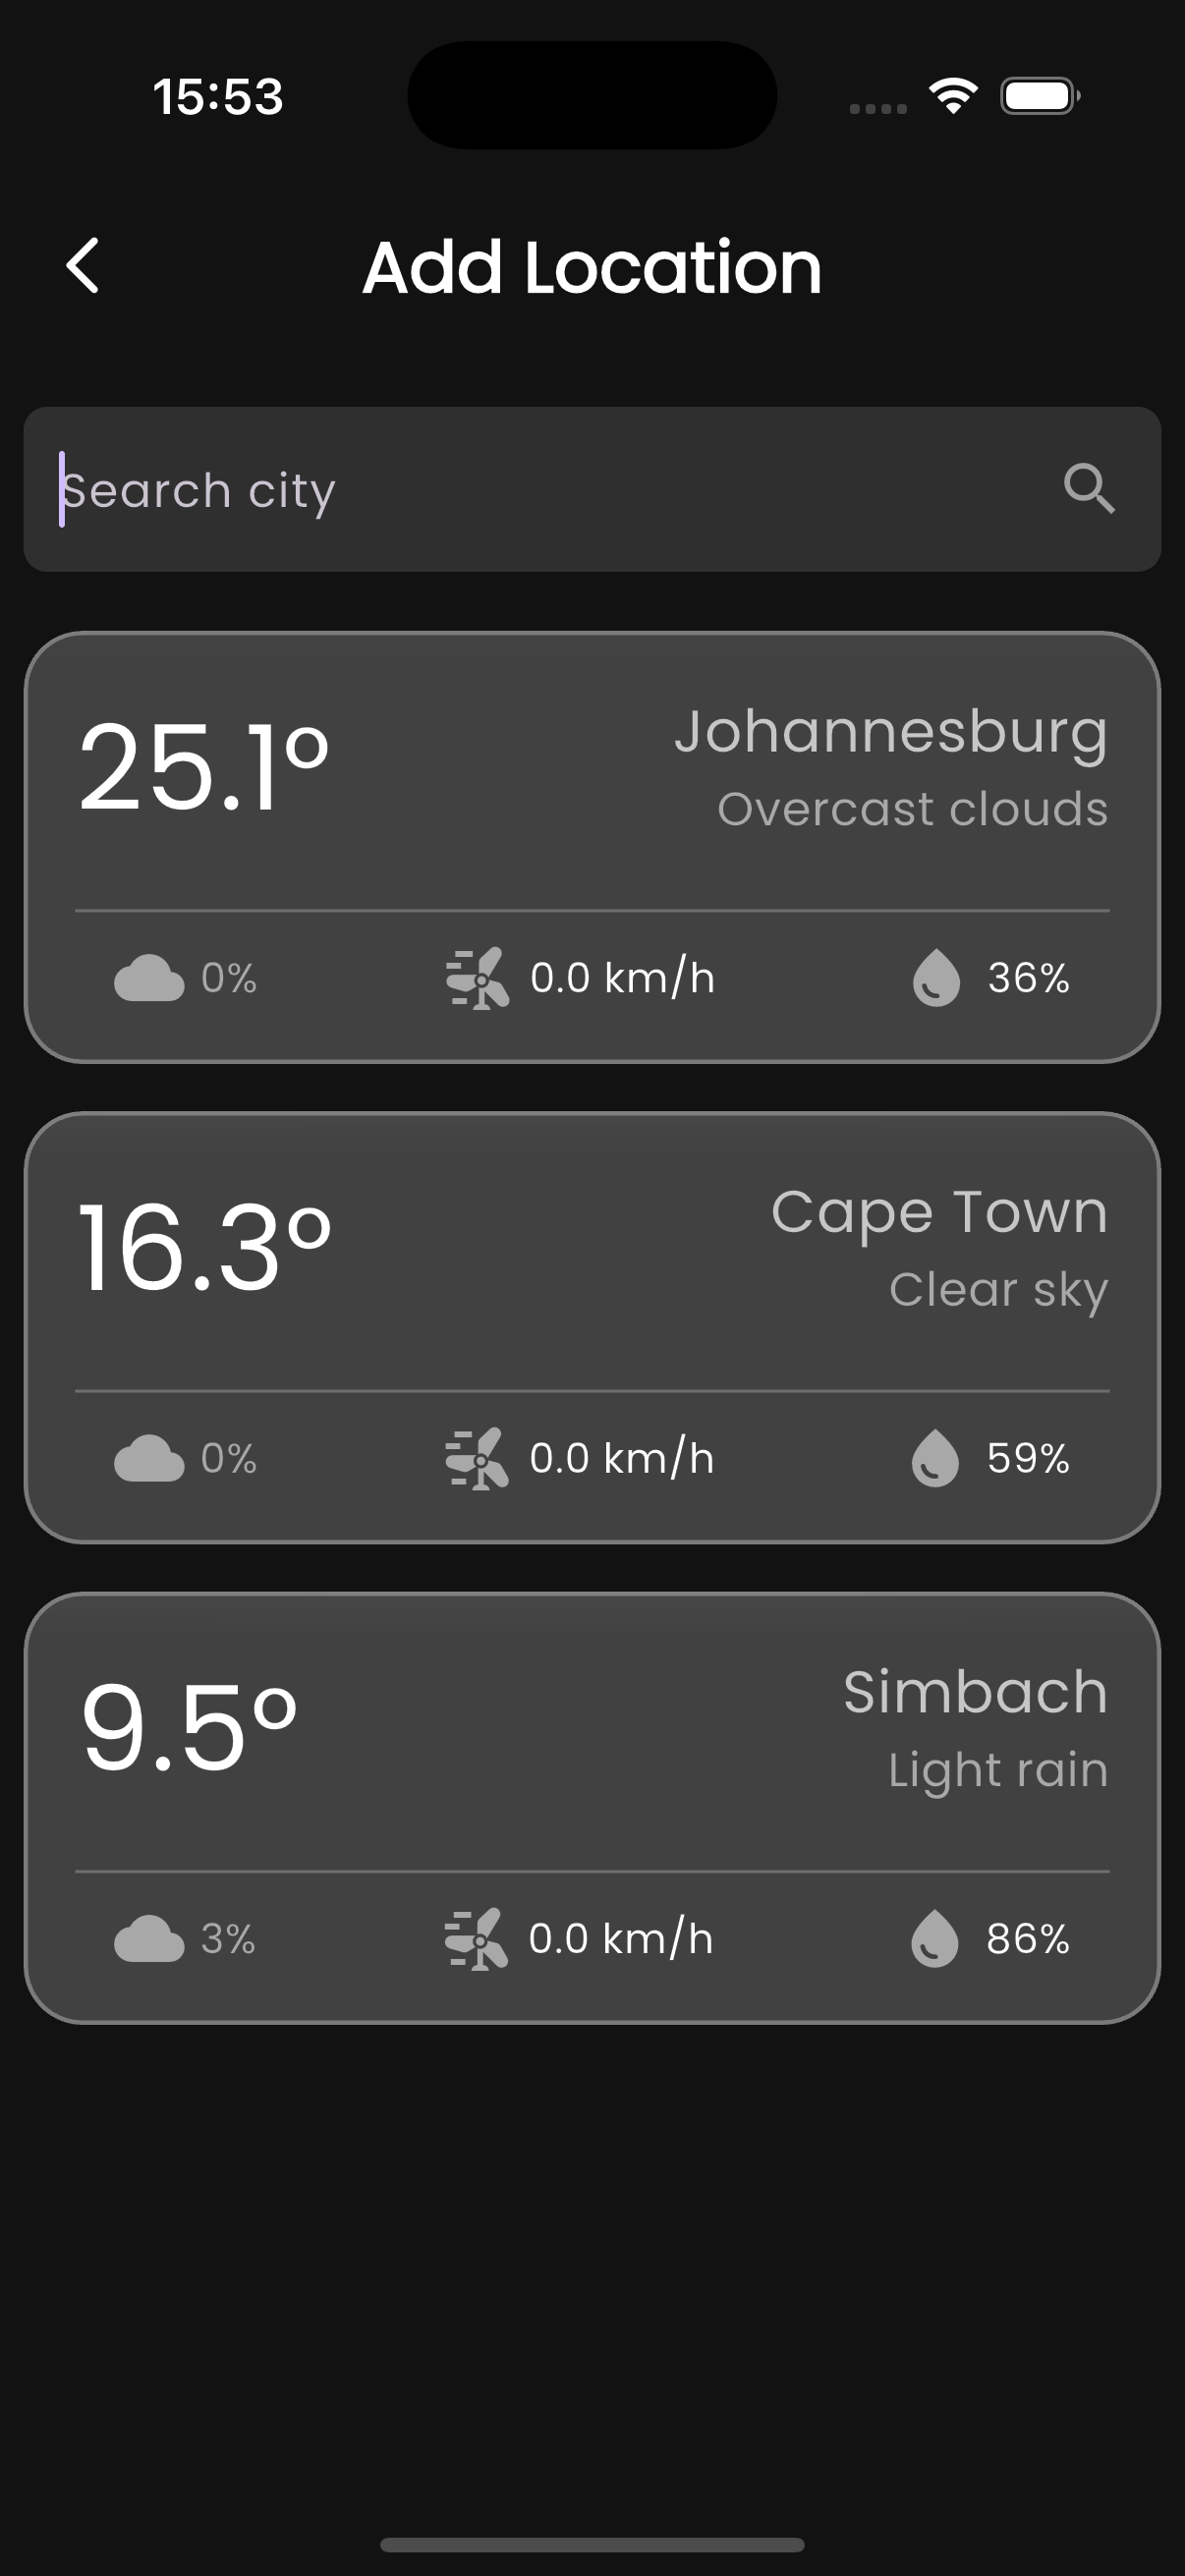 15:53
Add Location
Search city
25.1°
Johannesburg
Overcast clouds
0% 0.0 km/h 36%
16.3°
Cape Town
Clear sky
0% 0.0 km/h 59%
9.5°
Simbach
Light rain
3% 0.0 km/h 86%